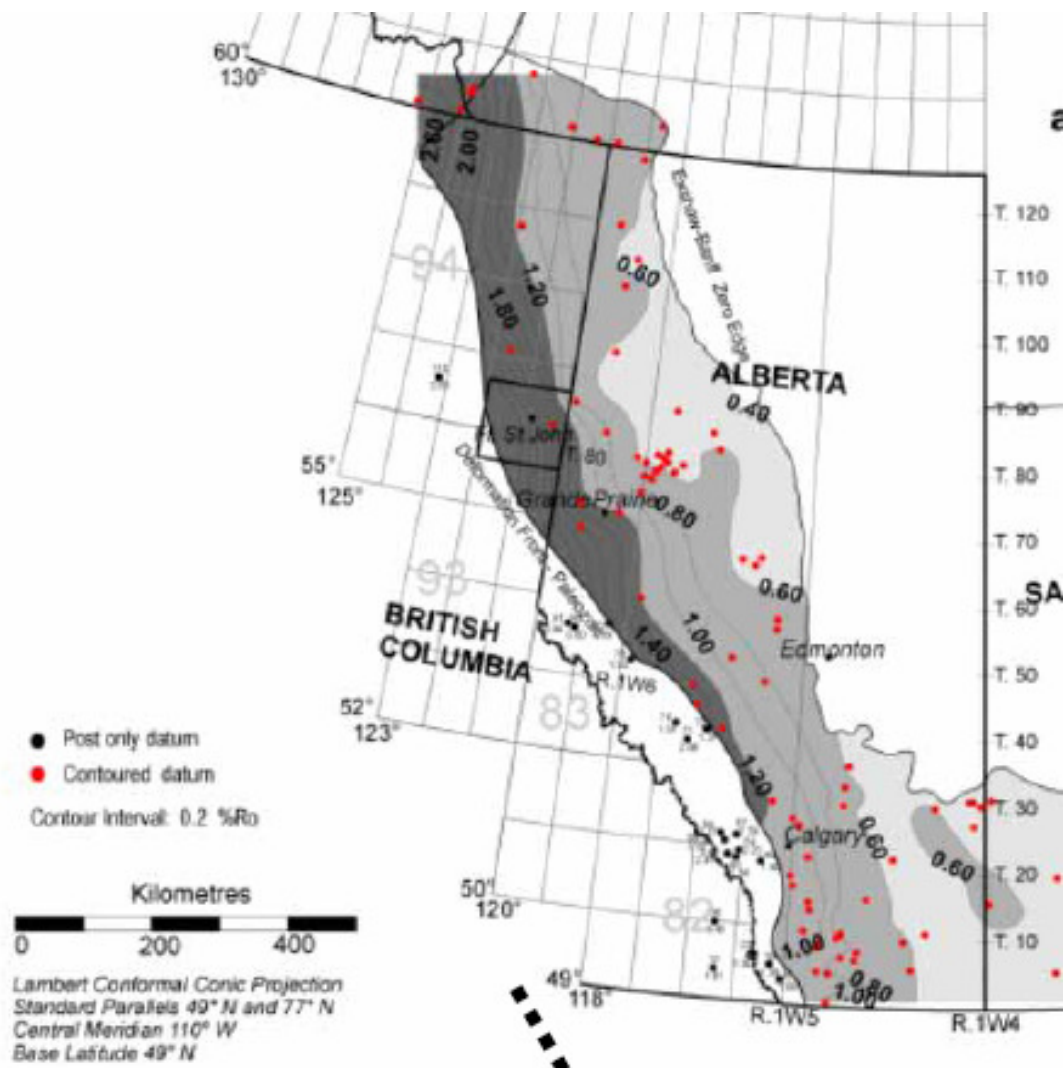 60°
130°
a
2.60
2.00
Exshaw-Banff Zero Edge
T. 120
94
0.60
T. 110
1.20
1.80
T. 100
ALBERTA
0.40
T. 90
Ft. St John
T. 80
T. 80
55°
125°
Grande Prairie
0.80
Deformation Front - Paleozoic
T. 70
93
0.60
T. 60
SA
BRITISH
COLUMBIA
1.40
1.00
Edmonton
T. 50
R.1W6
83
52°
123°
T. 40
Post only datum
1.20
Contoured datum
T. 30
Contour Interval: 0.2 %Ro
Calgary
0.60
0.60
T. 20
Kilometres
50°
120°
82
0 200 400
T. 10
1.00
Lambert Conformal Conic Projection
Standard Parallels 49° N and 77° N
Central Meridian 110° W
Base Latitude 49° N
49°
118°
0.80
1.00
R.1W5
R.1W4